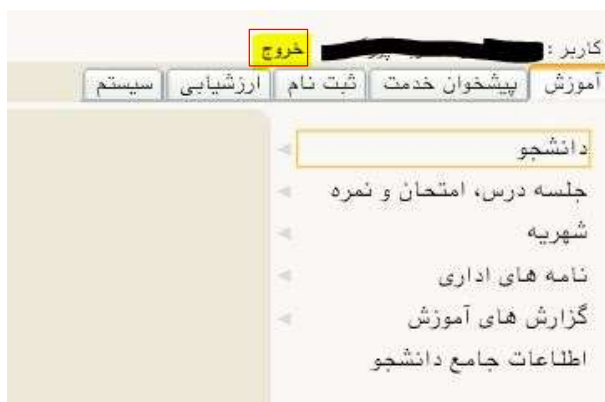 کاربر : خروج
آموزش پیشخوان خدمت ثبت نام ارزشیابی سیستم
دانشجو
جلسه درس، امتحان و نمره
شهریه
نامه های اداری
گزارش های آموزش
اطلاعات جامع دانشجو